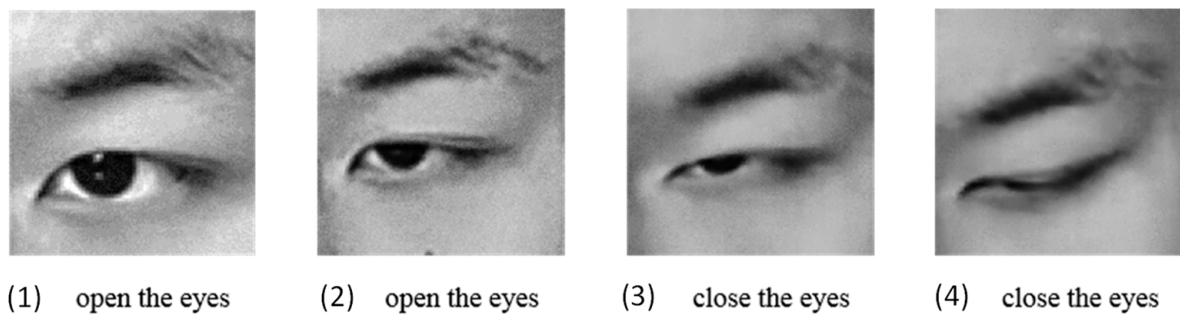 (1) open the eyes (2) open the eyes (3) close the eyes (4) close the eyes